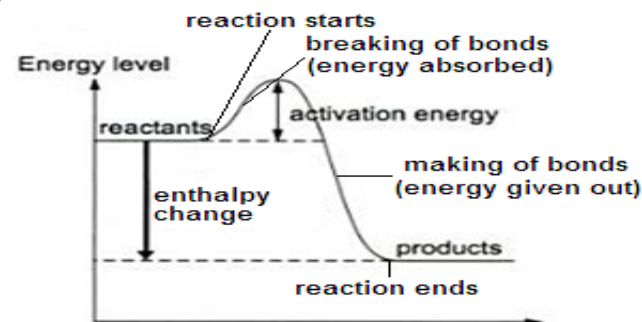 reaction starts
breaking of bonds
(energy absorbed)
Energy level
activation energy
reactants
making of bonds
(energy given out)
enthalpy
change
products
reaction ends